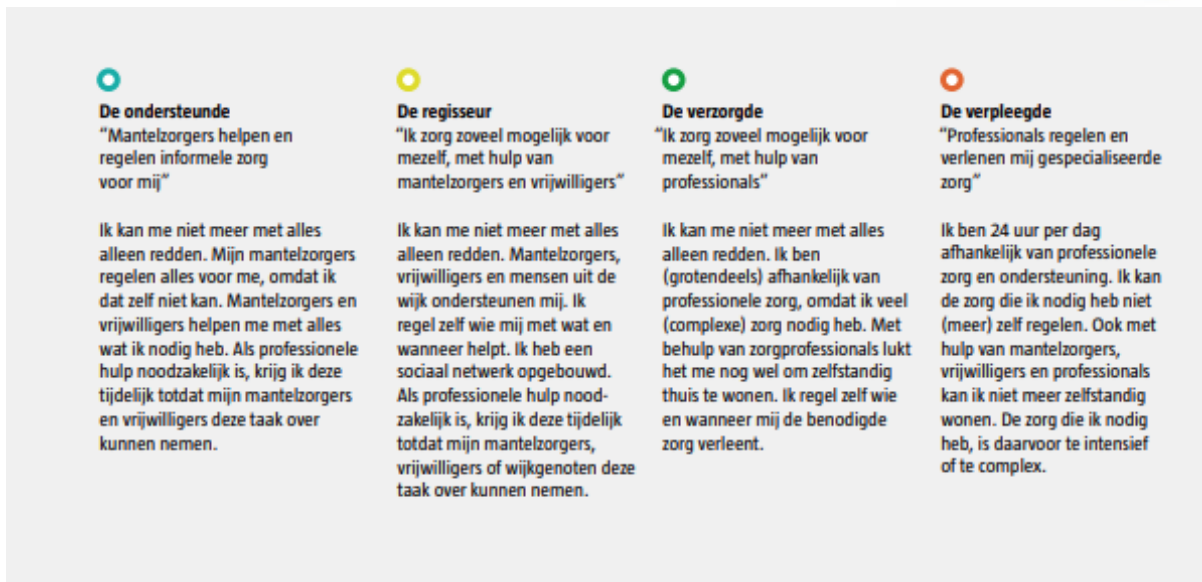 De ondersteunde
“Mantelzorgers helpen en
regelen informele zorg
voor mij”
Ik kan me niet meer met alles
alleen redden. Mijn mantelzorgers
regelen alles voor me, omdat ik
dat zelf niet kan. Mantelzorgers en
vrijwilligers helpen me met alles
wat ik nodig heb. Als professionele
hulp noodzakelijk is, krijg ik deze
tijdelijk totdat mijn mantelzorgers
en vrijwilligers deze taak over
kunnen nemen.
De regisseur
“Ik zorg zoveel mogelijk voor
mezelf, met hulp van
mantelzorgers en vrijwilligers”
Ik kan me niet meer met alles
alleen redden. Mantelzorgers,
vrijwilligers en mensen uit de
wijk ondersteunen mij. Ik
regel zelf wie mij met wat en
wanneer helpt. Ik heb een
sociaal netwerk opgebouwd.
Als professionele hulp nood-
zakelijk is, krijg ik deze tijdelijk
totdat mijn mantelzorgers,
vrijwilligers of wijkgenoten deze
taak over kunnen nemen.
De verzorgde
“Ik zorg zoveel mogelijk voor
mezelf, met hulp van
professionals”
Ik kan me niet meer met alles
alleen redden. Ik ben
(grotendeels) afhankelijk van
professionele zorg, omdat ik veel
(complexe) zorg nodig heb. Met
behulp van zorgprofessionals lukt
het me nog wel om zelfstandig
thuis te wonen. Ik regel zelf wie
en wanneer mij de benodigde
zorg verleent.
De verpleegde
“Professionals regelen en
verlenen mij gespecialiseerde
zorg”
Ik ben 24 uur per dag
afhankelijk van professionele
zorg en ondersteuning. Ik kan
de zorg die ik nodig heb niet
(meer) zelf regelen. Ook met
hulp van mantelzorgers,
vrijwilligers en professionals
kan ik niet meer zelfstandig
wonen. De zorg die ik nodig
heb, is daarvoor te intensief
of te complex.